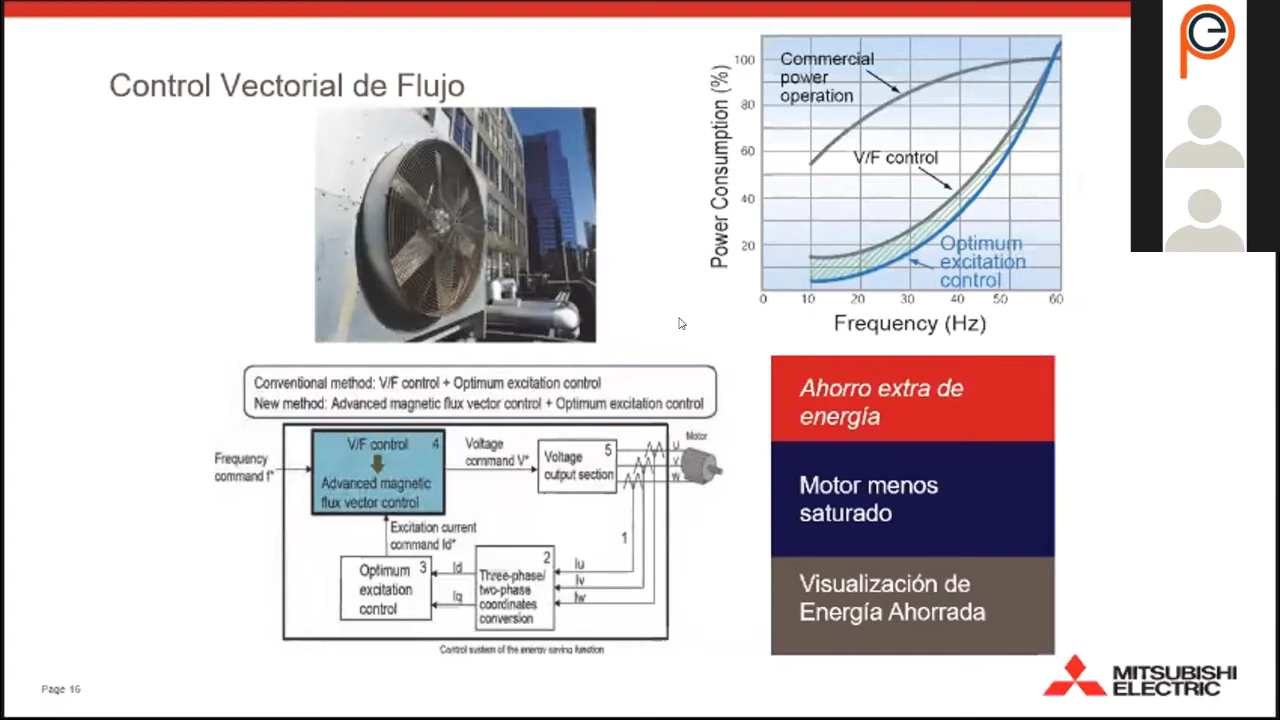 Control Vectorial de Flujo
Commercial
power
operation
V/F control
Optimum
excitation
control
Power Consumption (%)
100
80
60
40
20
0 10 20 30 40 50 60
Frequency (Hz)
Conventional method: V/F control + Optimum excitation control
New method: Advanced magnetic flux vector control + Optimum excitation control
Frequency
command f*
V/F control 4
Advanced magnetic
flux vector control
Voltage
command V*
Voltage 5
output section
U
V
W
Motor
Excitation current
command Id*
Optimum 3
excitation
control
Id
Iq
2
Three-phase/
two-phase
coordinates
conversion
Iu
Iv
Iw
1
Control system of the energy saving function
Ahorro extra de
energía
Motor menos
saturado
Visualización de
Energía Ahorrada
Page 16
MITSUBISHI
ELECTRIC